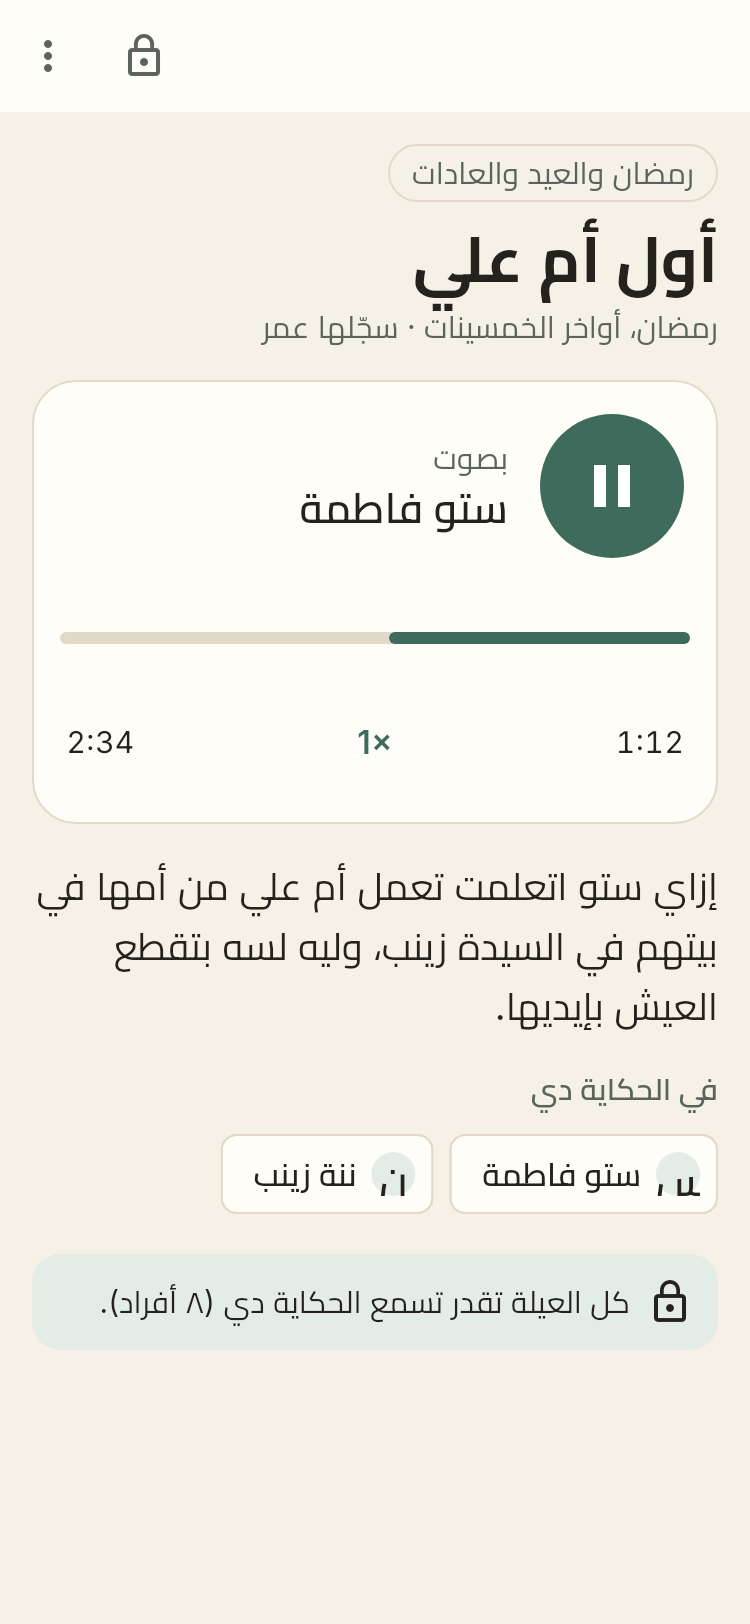 رمضان والعيد والعادات
أول أم علي
رمضان، أواخر الخمسينات · سجّلها عمر
بصوت
ستو فاطمة
1:12
1×
2:34
إزاي ستو اتعلمت تعمل أم علي من أمها في
بيتهم في السيدة زينب، وليه لسه بتقطع
العيش بإيديها.
في الحكاية دي
ستو فاطمة
ننة زينب
كل العيلة تقدر تسمع الحكاية دي (٨ أفراد).